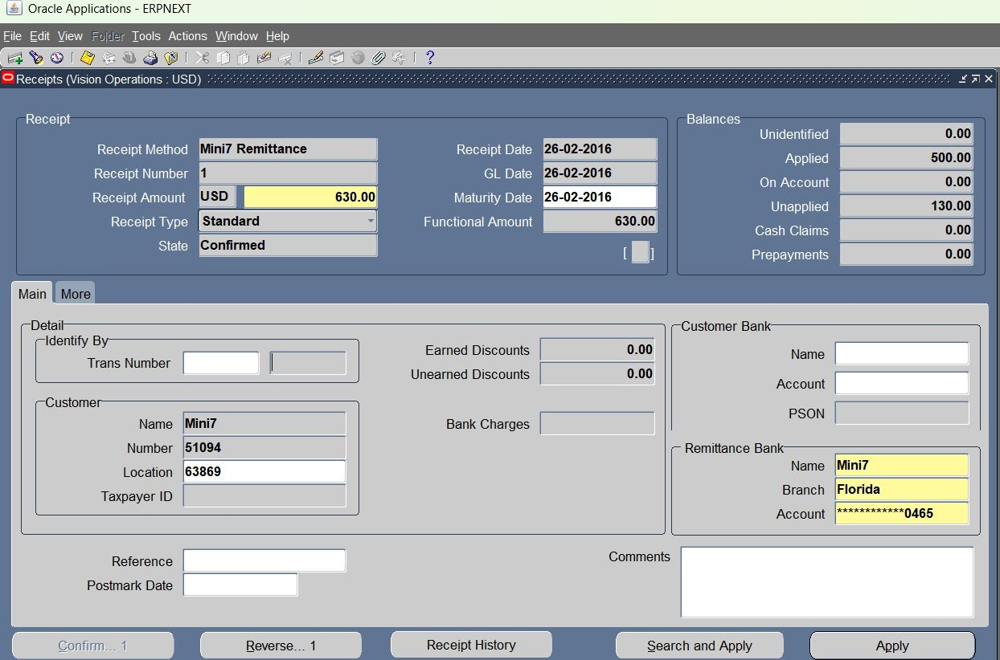 Oracle Applications - ERPNEXT
File Edit View Folder Tools Actions Window Help
Receipts (Vision Operations : USD)
Receipt
Receipt Method Mini7 Remittance
Receipt Number 1
Receipt Amount USD 630.00
Receipt Type Standard
State Confirmed
Receipt Date 26-02-2016
GL Date 26-02-2016
Maturity Date 26-02-2016
Functional Amount 630.00
[ ]
Balances
Unidentified 0.00
Applied 500.00
On Account 0.00
Unapplied 130.00
Cash Claims 0.00
Prepayments 0.00
Main More
Detail
Identify By
Trans Number
Customer
Name Mini7
Number 51094
Location 63869
Taxpayer ID
Earned Discounts 0.00
Unearned Discounts 0.00
Bank Charges
Customer Bank
Name
Account
PSON
Remittance Bank
Name Mini7
Branch Florida
Account ************0465
Reference
Postmark Date
Comments
Confirm... 1 Reverse... 1 Receipt History Search and Apply Apply